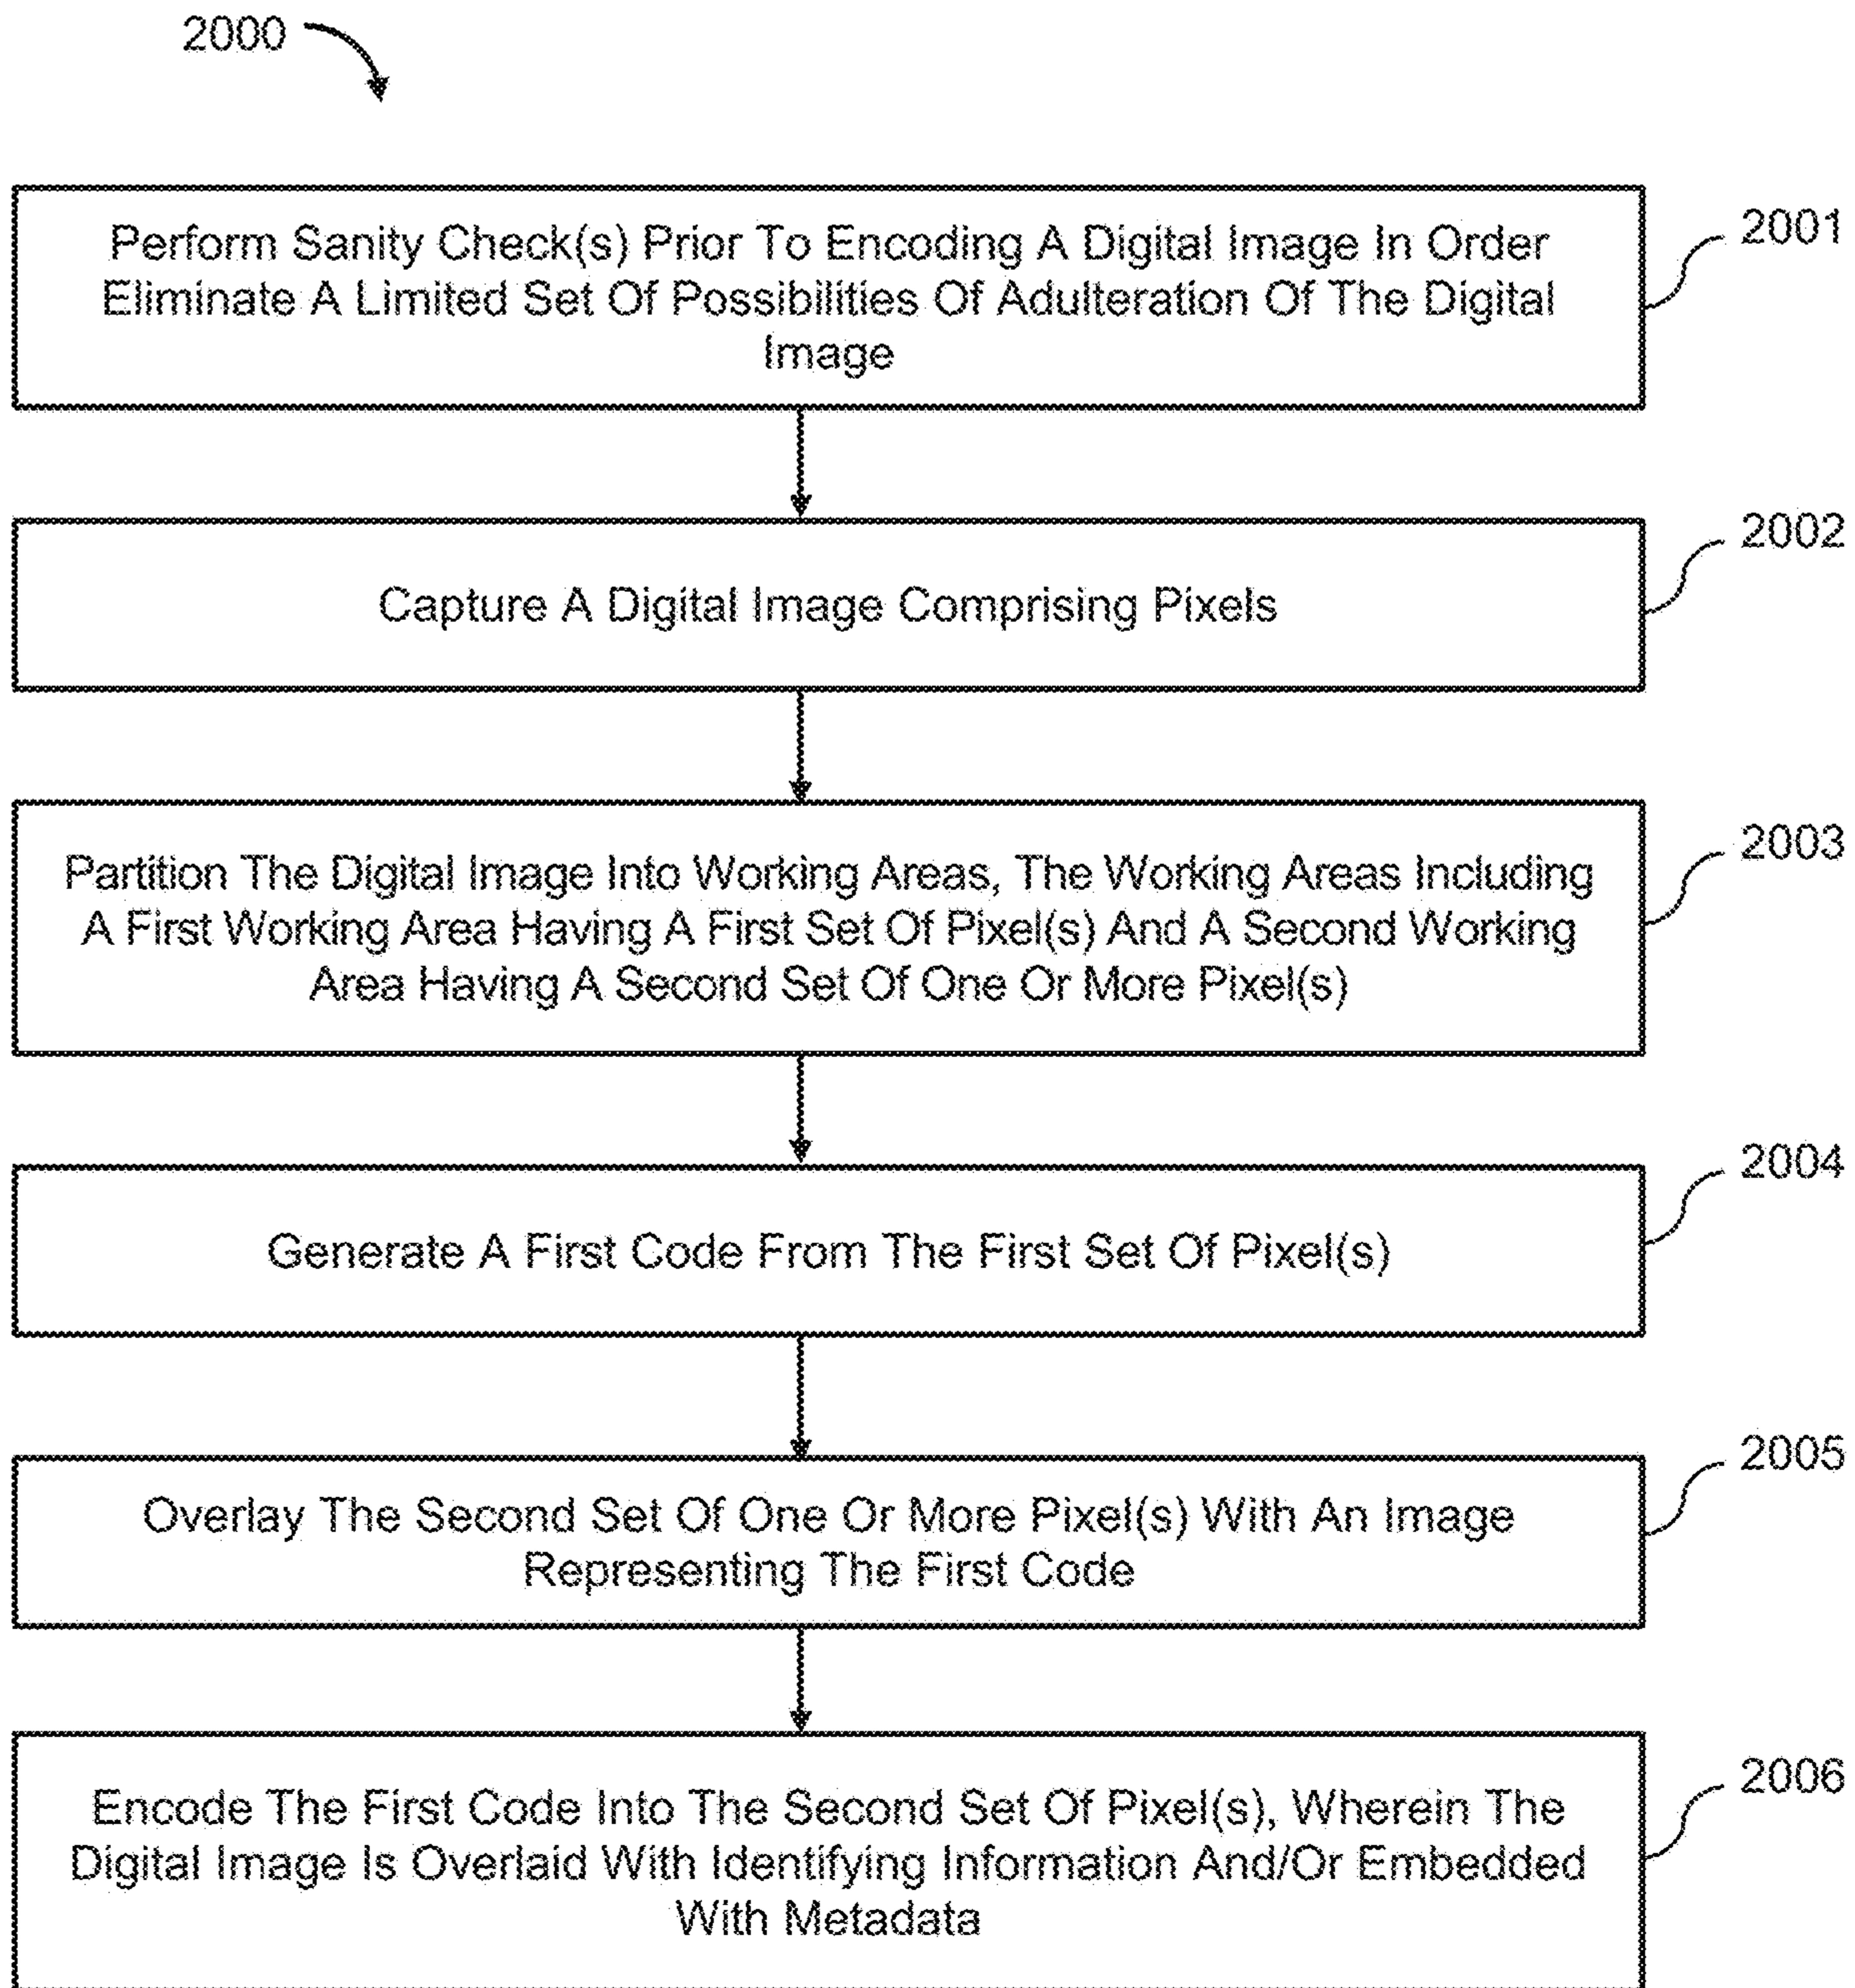 2000
Perform Sanity Check(s) Prior To Encoding A Digital Image In Order
Eliminate A Limited Set Of Possibilities Of Adulteration Of The Digital
Image
2001
Capture A Digital Image Comprising Pixels
2002
Partition The Digital Image Into Working Areas, The Working Areas Including
A First Working Area Having A First Set Of Pixel(s) And A Second Working
Area Having A Second Set Of One Or More Pixel(s)
2003
Generate A First Code From The First Set Of Pixel(s)
2004
Overlay The Second Set Of One Or More Pixel(s) With An Image
Representing The First Code
2005
Encode The First Code Into The Second Set Of Pixel(s), Wherein The
Digital Image Is Overlaid With Identifying Information And/Or Embedded
With Metadata
2006